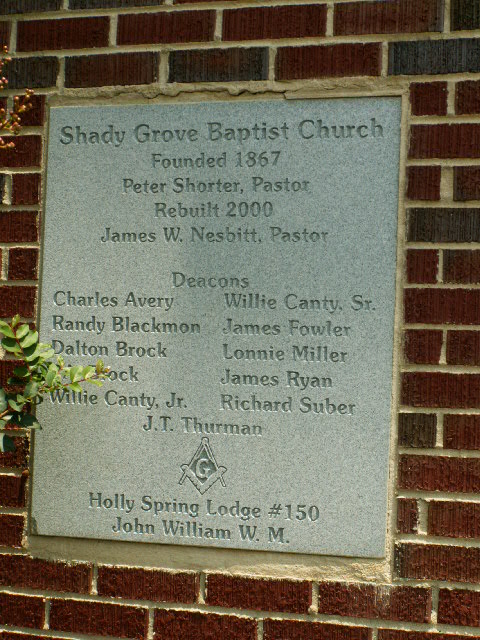 Shady Grove Baptist Church
Founded 1867
Peter Shorter, Pastor
Rebuilt 2000
James W. Nesbitt, Pastor
Deacons
Charles Avery Willie Canty, Sr.
Randy Blackmon James Fowler
Dalton Brock Lonnie Miller
James Ryan
Willie Canty, Jr. Richard Suber
J.T. Thurman
G
Holly Spring Lodge #150
John William W. M.